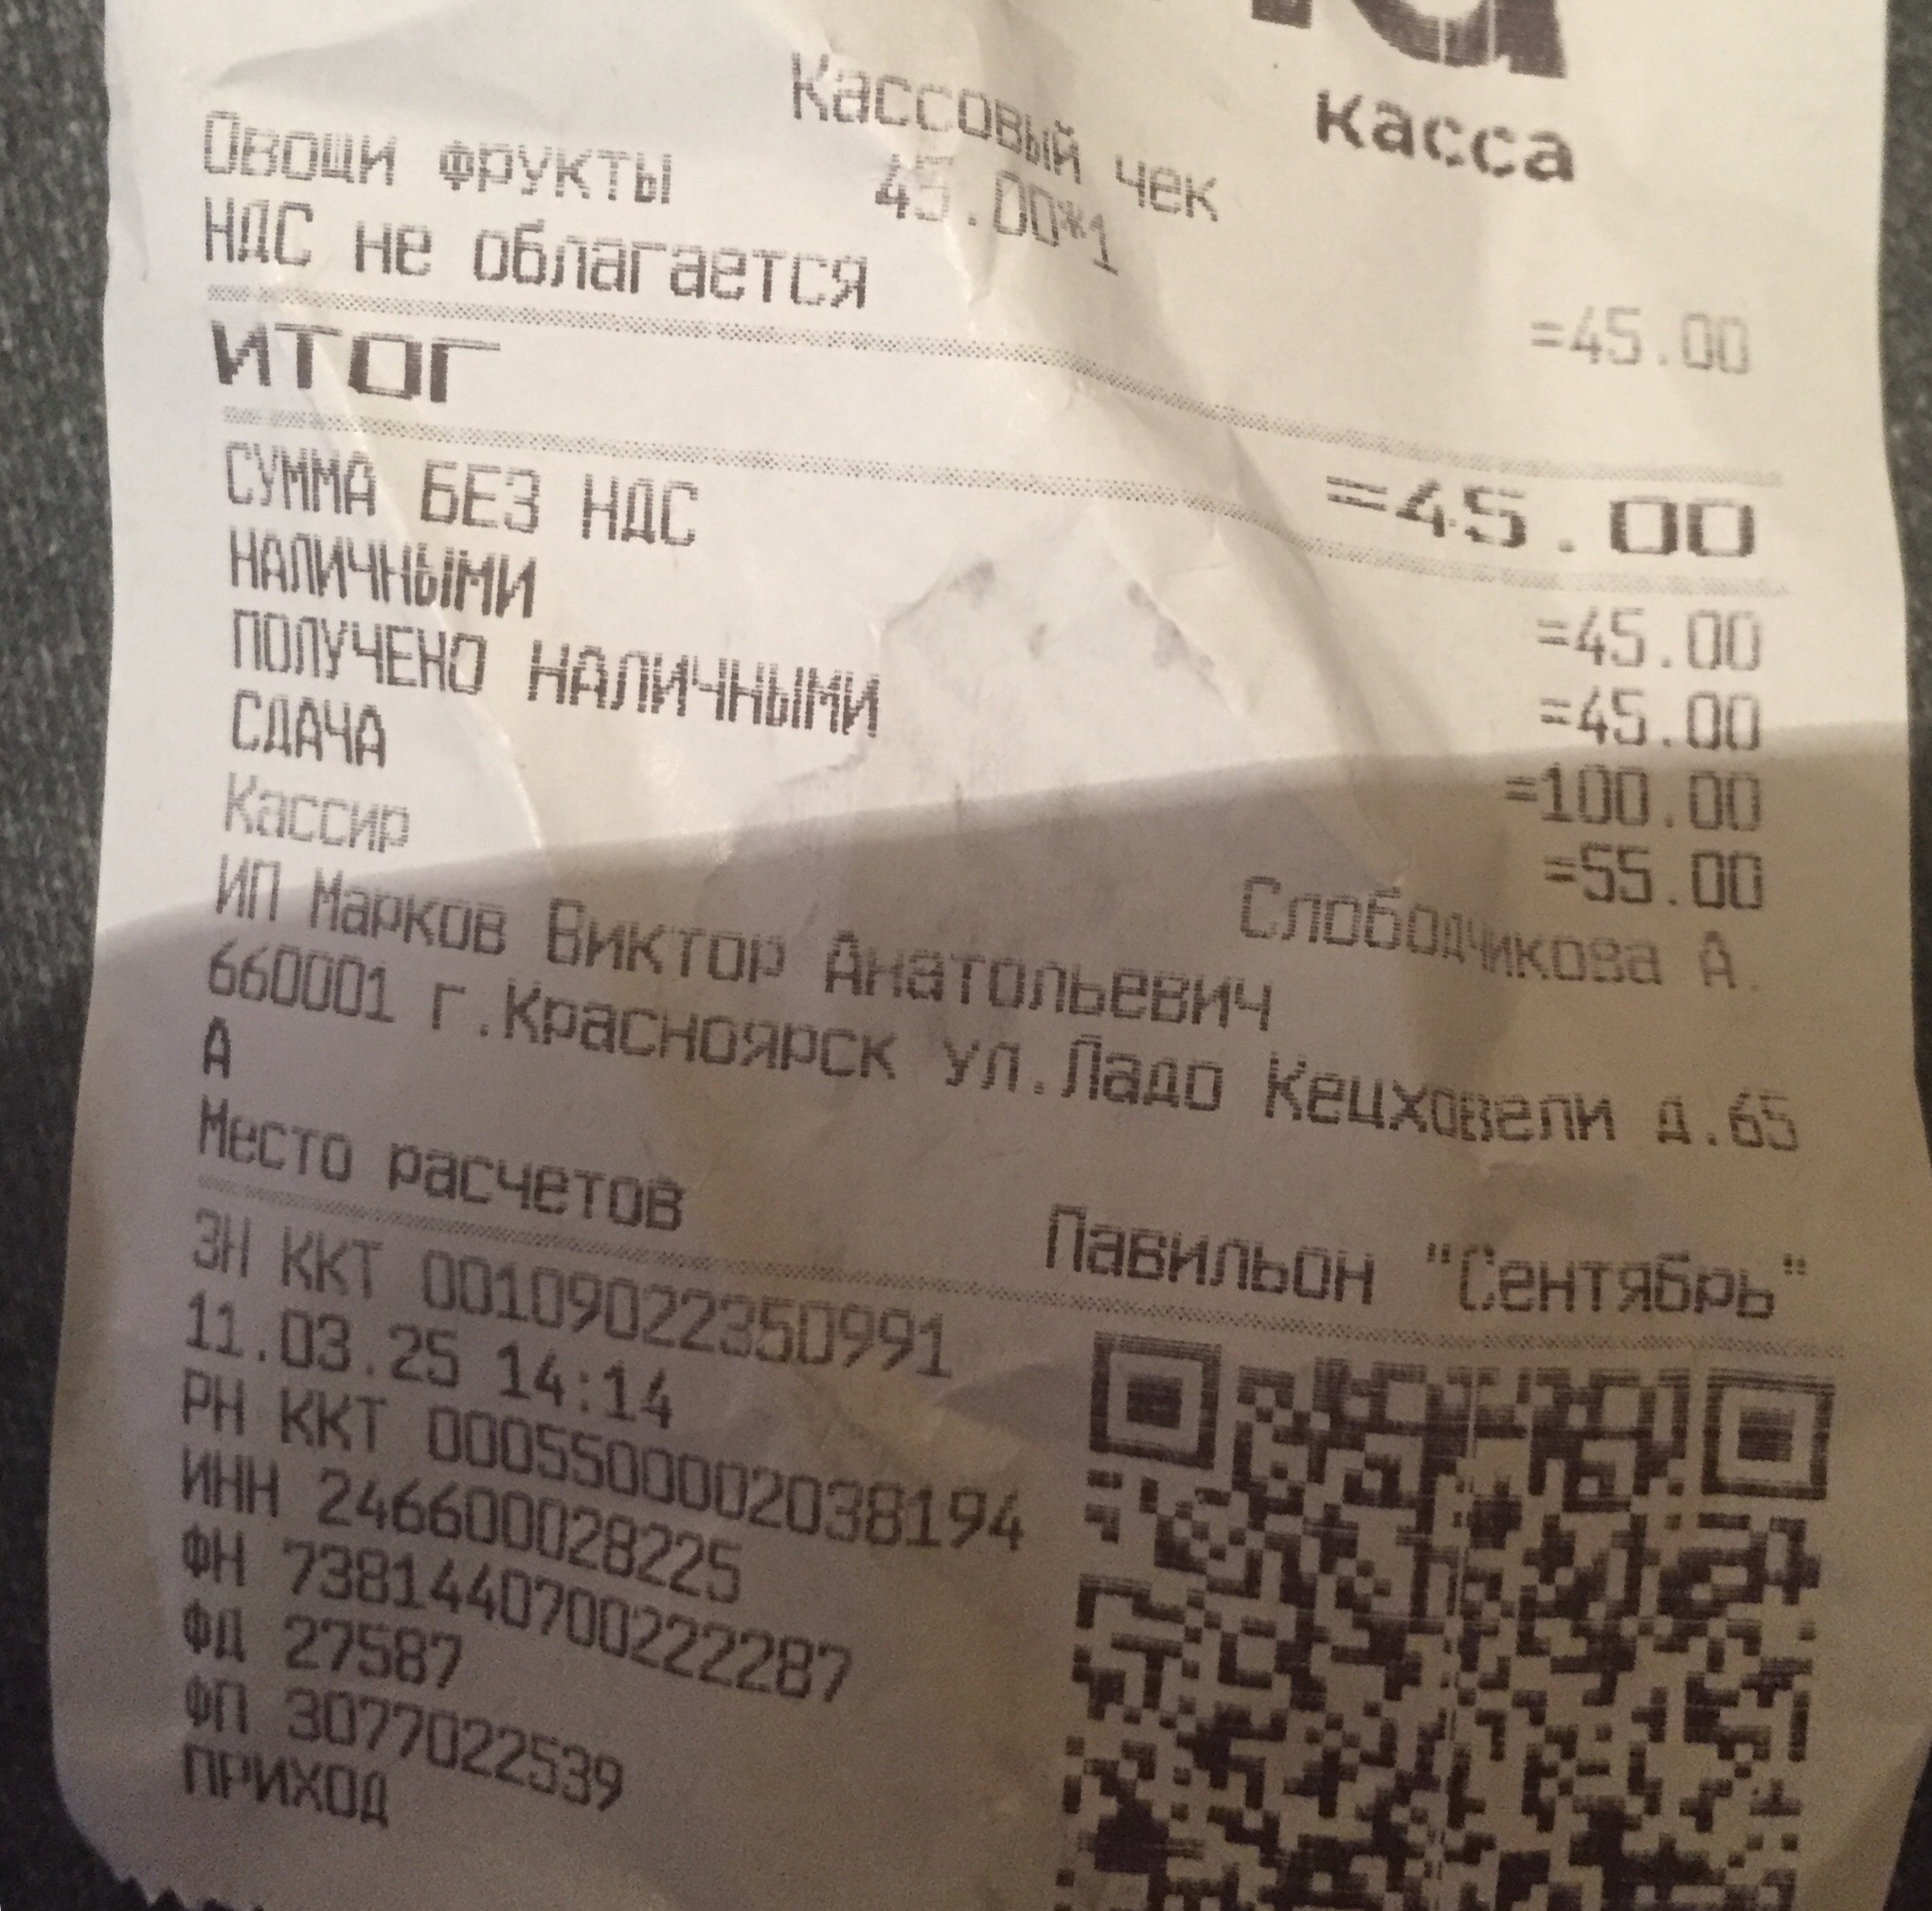 касса
Кассовый чек
Овощи фрукты 45.00*1
НДС не облагается =45.00
ИТОГ =45.00
СУММА БЕЗ НДС =45.00
НАЛИЧНЫМИ =45.00
ПОЛУЧЕНО НАЛИЧНЫМИ =100.00
СДАЧА =55.00
Кассир Слободчикова А.
ИП Марков Виктор Анатольевич
660001 г.Красноярск ул.Ладо Кецховели д.65
А
Место расчетов Павильон "Сентябрь"
ЗН ККТ 00109022350991
11.03.25 14:14
РН ККТ 0005500002038194
ИНН 246600028225
ФН 7381440700222287
ФД 27587
ФП 3077022539
ПРИХОД